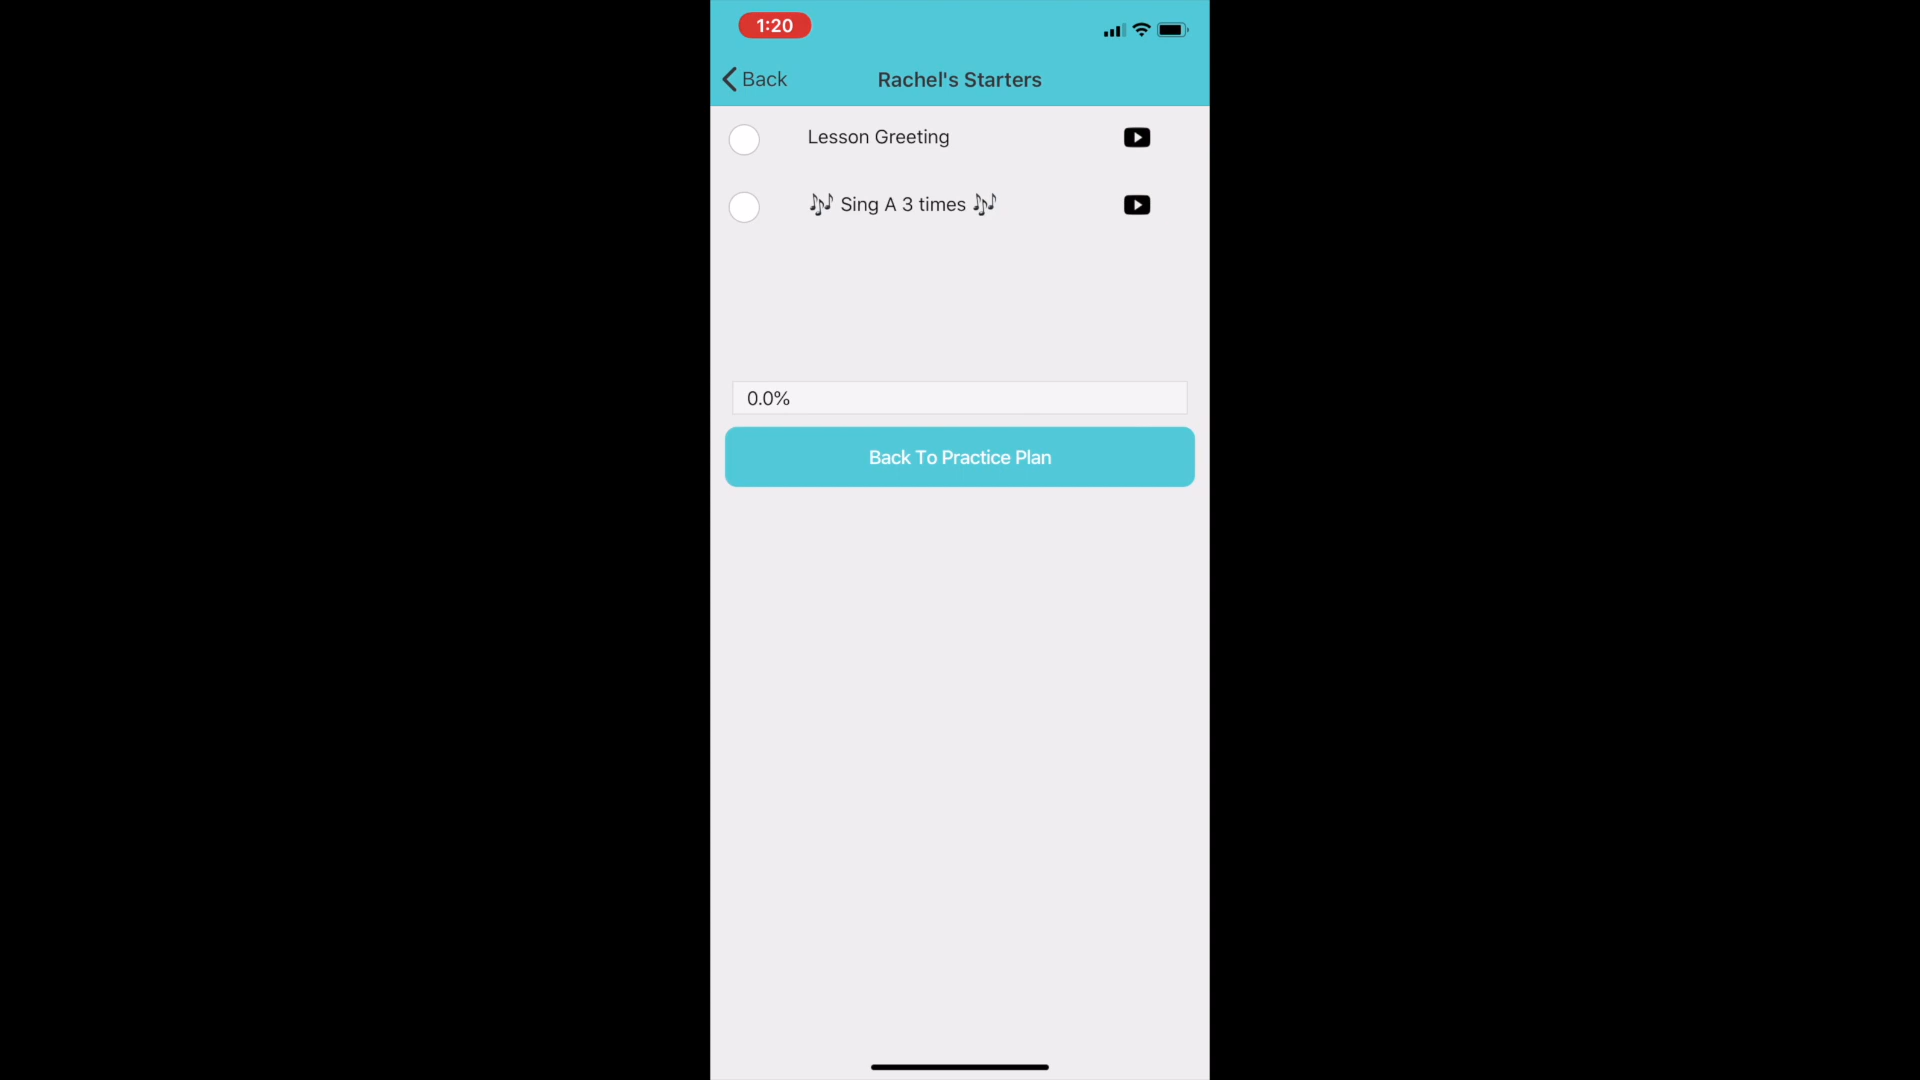 1:20
Back
Rachel's Starters
Lesson Greeting
🎶 Sing A 3 times 🎶
0.0%
Back To Practice Plan